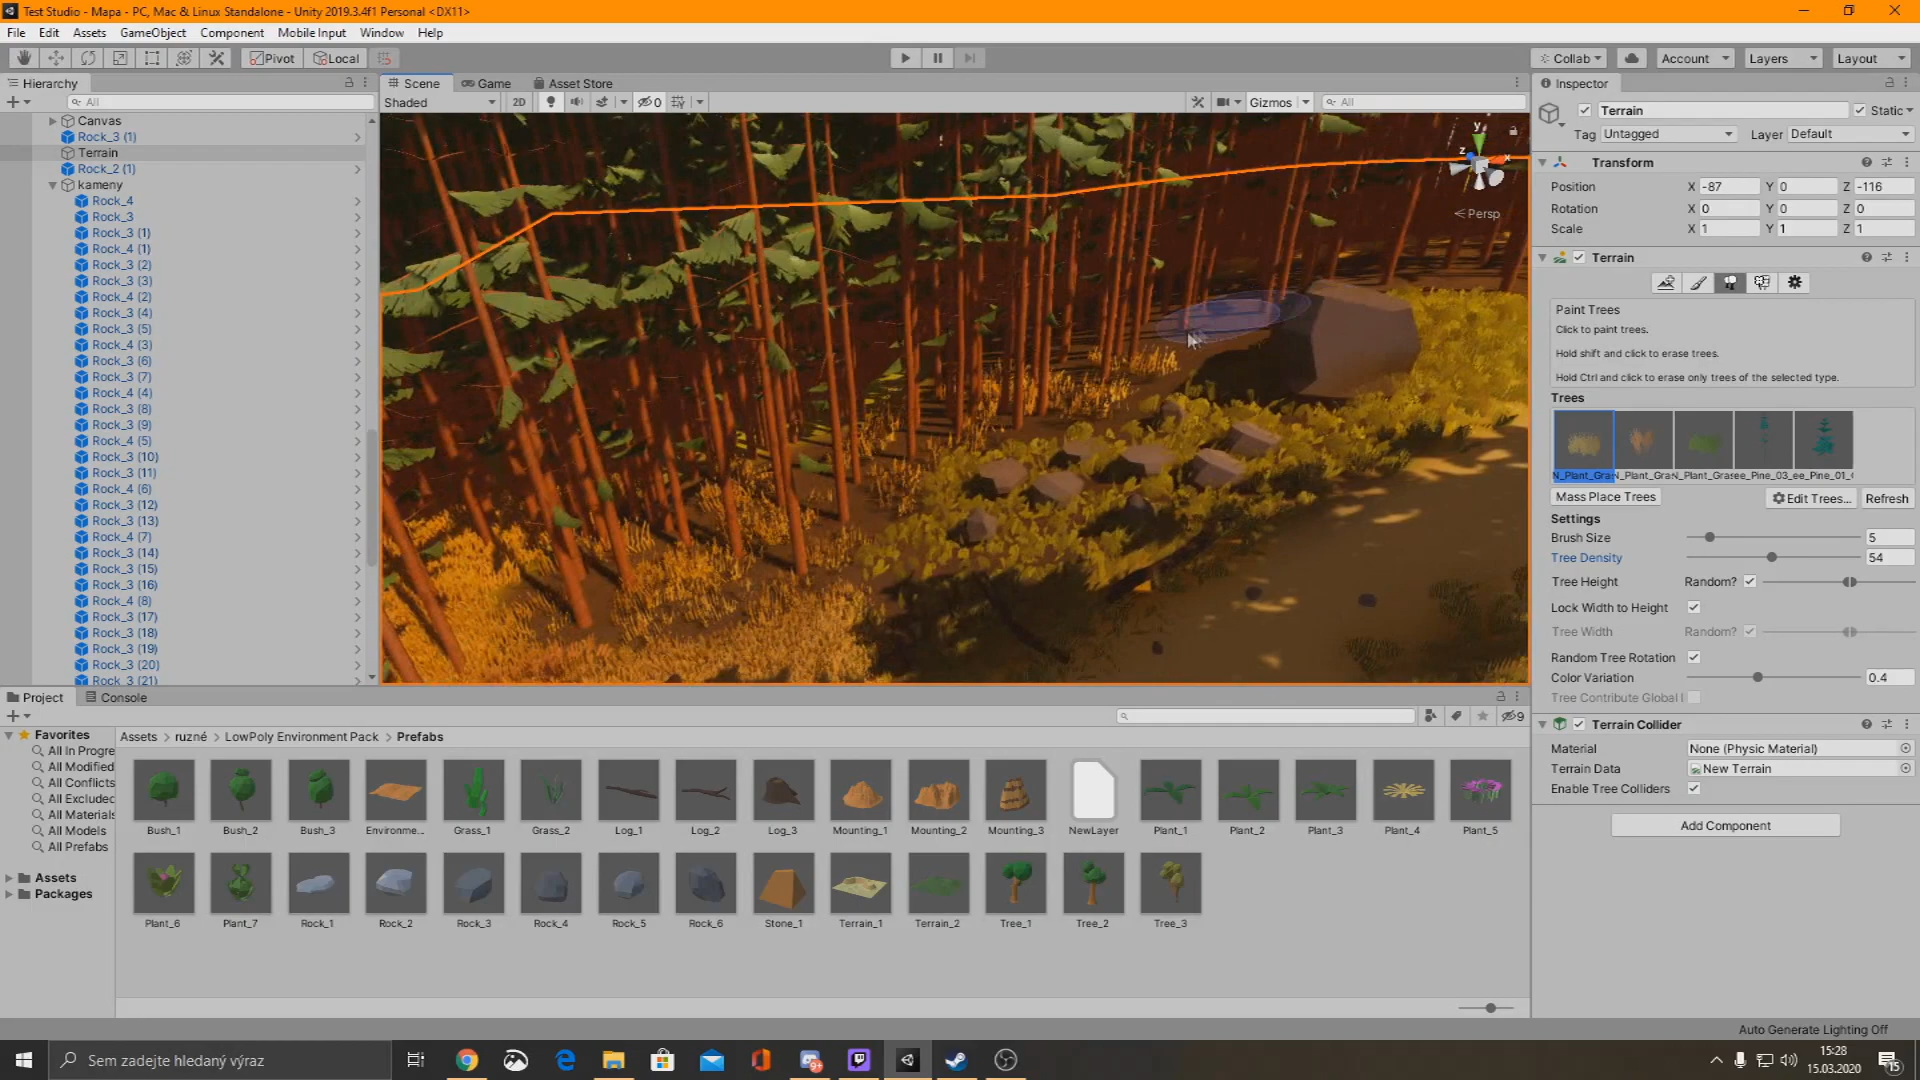 Test Studio - Mapa - PC, Mac & Linux Standalone - Unity 2019.3.4f1 Personal <DX11>
File Edit Assets GameObject Component Mobile Input Window Help
Pivot Local Collab Account Layers Layout
Hierarchy
All
Canvas
Rock_3 (1)
Terrain
Rock_2 (1)
kameny
Rock_4
Rock_3
Rock_3 (1)
Rock_4 (1)
Rock_3 (2)
Rock_3 (3)
Rock_4 (2)
Rock_3 (4)
Rock_3 (5)
Rock_4 (3)
Rock_3 (6)
Rock_3 (7)
Rock_4 (4)
Rock_3 (8)
Rock_3 (9)
Rock_4 (5)
Rock_3 (10)
Rock_3 (11)
Rock_4 (6)
Rock_3 (12)
Rock_3 (13)
Rock_4 (7)
Rock_3 (14)
Rock_3 (15)
Rock_3 (16)
Rock_4 (8)
Rock_3 (17)
Rock_3 (18)
Rock_3 (19)
Rock_3 (20)
Rock_3 (21)
Scene Game Asset Store
Shaded 2D 0 Gizmos All
y
z x
Persp
Inspector
Terrain Static
Tag Untagged Layer Default
Transform
Position X -87 Y 0 Z -116
Rotation X 0 Y 0 Z 0
Scale X 1 Y 1 Z 1
Terrain
Paint Trees
Click to paint trees.
Hold shift and click to erase trees.
Hold Ctrl and click to erase only trees of the selected type.
Trees
N_Plant_Gra N_Plant_Gra N_Plant_Gras ee_Pine_03_ ee_Pine_01_
Mass Place Trees Edit Trees... Refresh
Settings
Brush Size 5
Tree Density 54
Tree Height Random?
Lock Width to Height
Tree Width Random?
Random Tree Rotation
Color Variation 0.4
Tree Contribute Global I
Terrain Collider
Material None (Physic Material)
Terrain Data New Terrain
Enable Tree Colliders
Add Component
Project Console
9
Favorites
All In Progre
All Modified
All Conflicts
All Excluded
All Materials
All Models
All Prefabs
Assets
Packages
Assets > ruzné > LowPoly Environment Pack > Prefabs
Bush_1 Bush_2 Bush_3 Environme... Grass_1 Grass_2 Log_1 Log_2 Log_3 Mounting_1 Mounting_2 Mounting_3 NewLayer Plant_1 Plant_2 Plant_3 Plant_4 Plant_5
Plant_6 Plant_7 Rock_1 Rock_2 Rock_3 Rock_4 Rock_5 Rock_6 Stone_1 Terrain_1 Terrain_2 Tree_1 Tree_2 Tree_3
Auto Generate Lighting Off
Sem zadejte hledaný výraz
15:28
15.03.2020
15